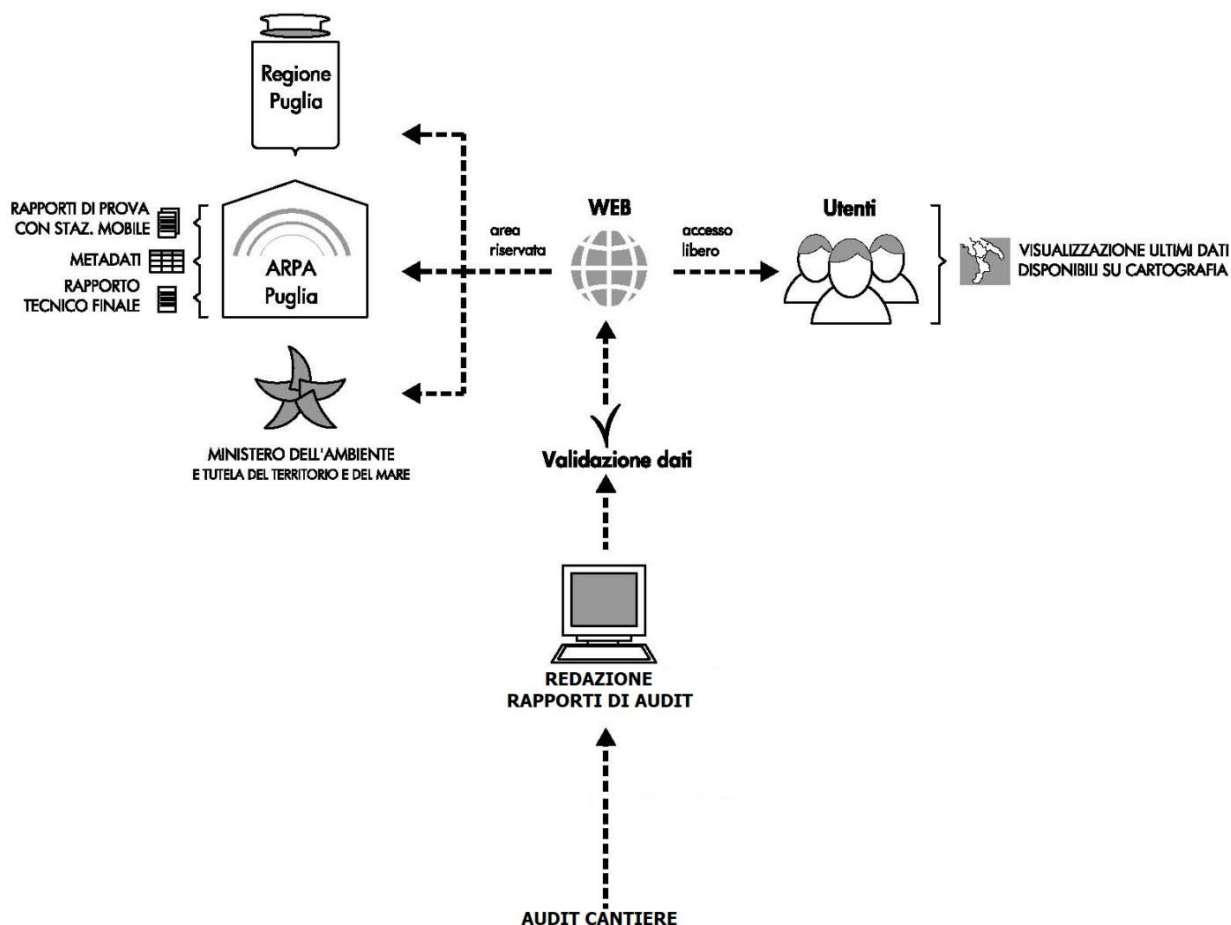 Regione
Puglia
RAPPORTI DI PROVA
CON STAZ. MOBILE
METADATI
RAPPORTO
TECNICO FINALE
ARPA
Puglia
MINISTERO DELL'AMBIENTE
E TUTELA DEL TERRITORIO E DEL MARE
area
riservata
WEB
accesso
libero
Utenti
VISUALIZZAZIONE ULTIMI DATI
DISPONIBILI SU CARTOGRAFIA
Validazione dati
REDAZIONE
RAPPORTI DI AUDIT
AUDIT CANTIERE